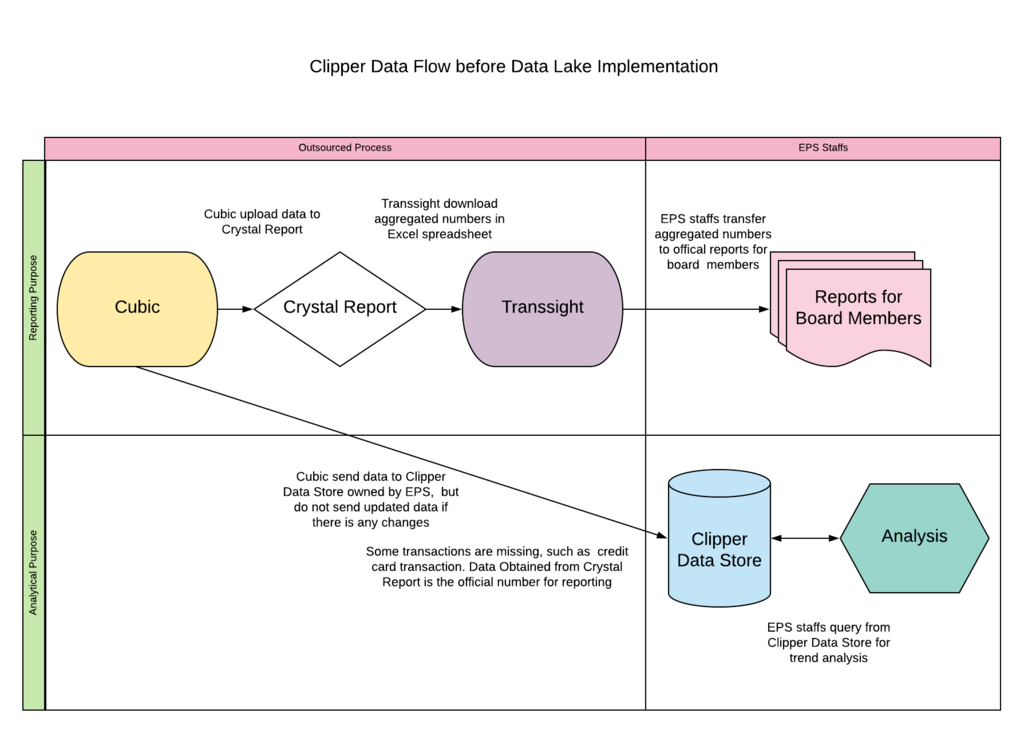 Clipper Data Flow before Data Lake Implementation
Outsourced Process
EPS Staffs
Reporting Purpose
Cubic upload data to
Crystal Report
Transsight download
aggregated numbers in
Excel spreadsheet
EPS staffs transfer
aggregated numbers
to offical reports for
board members
Cubic
Crystal Report
Transsight
Reports for
Board Members
Analytical Purpose
Cubic send data to Clipper
Data Store owned by EPS, but
do not send updated data if
there is any changes
Some transactions are missing, such as credit
card transaction. Data Obtained from Crystal
Report is the official number for reporting
Clipper
Data Store
Analysis
EPS staffs query from
Clipper Data Store for
trend analysis